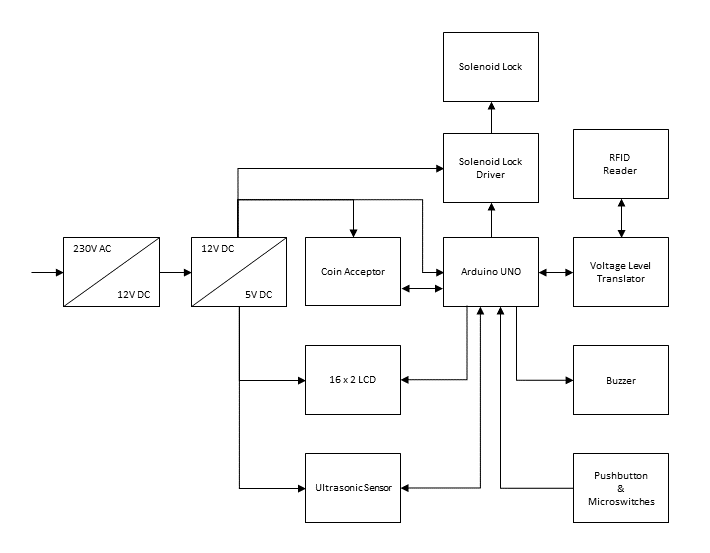 Solenoid Lock
Solenoid Lock
Driver
RFID
Reader
230V AC
12V DC
12V DC
5V DC
Coin Acceptor
Arduino UNO
Voltage Level
Translator
16 x 2 LCD
Buzzer
Ultrasonic Sensor
Pushbutton
&
Microswitches